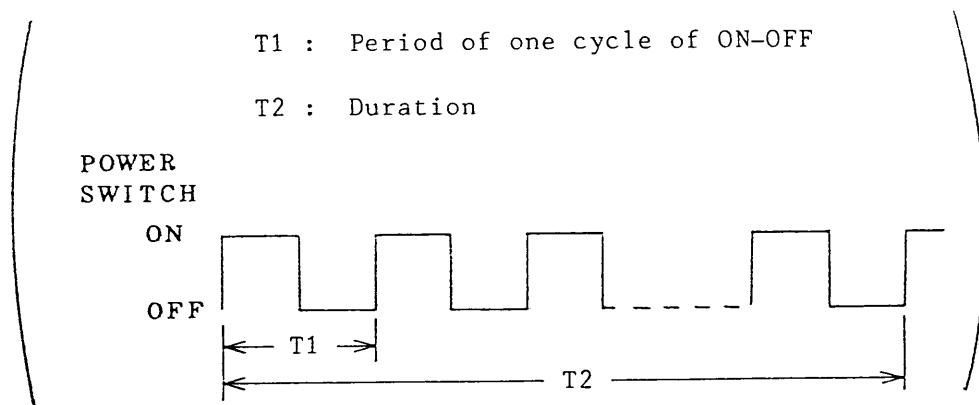 T1 : Period of one cycle of ON-OFF
T2 : Duration
POWER
SWITCH
ON
OFF
T1
T2